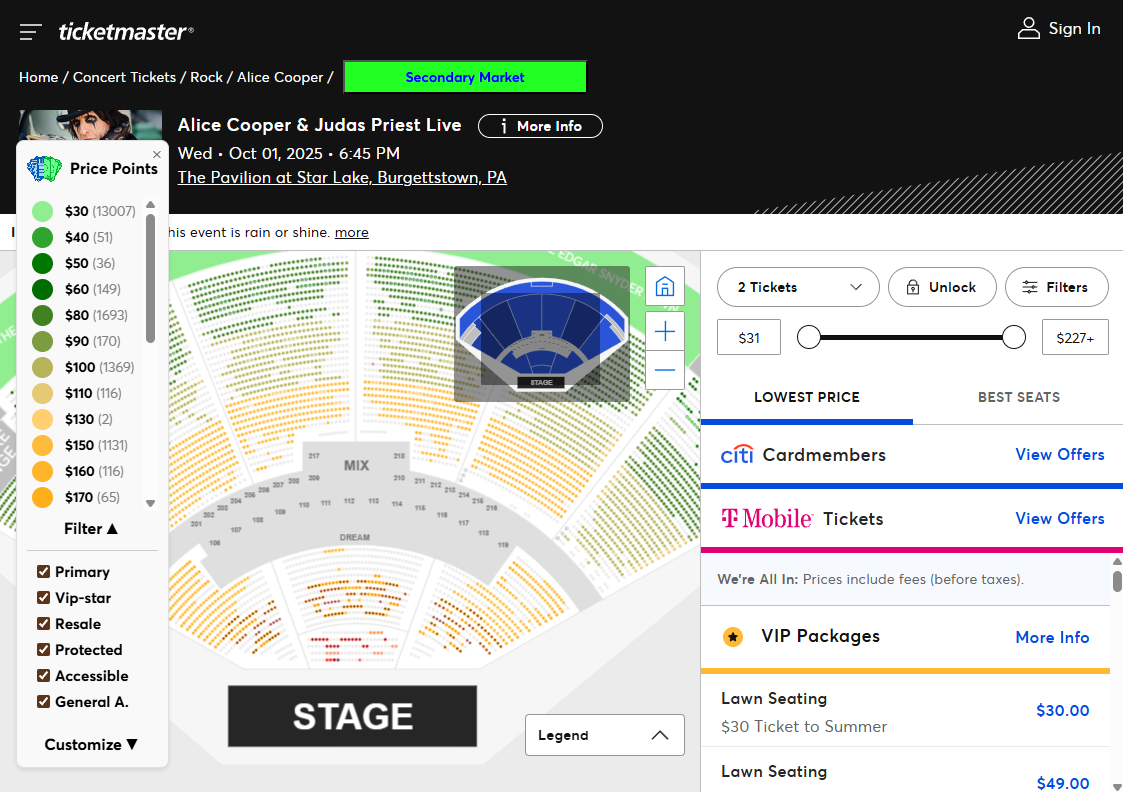 ticketmaster®
Sign In
Home / Concert Tickets / Rock / Alice Cooper /
Secondary Market
Alice Cooper & Judas Priest Live
i More Info
Wed • Oct 01, 2025 • 6:45 PM
The Pavilion at Star Lake, Burgettstown, PA
his event is rain or shine. more
Price Points
$30 (13007)
$40 (51)
$50 (36)
$60 (149)
$80 (1693)
$90 (170)
$100 (1369)
$110 (116)
$130 (2)
$150 (1131)
$160 (116)
$170 (65)
Filter ▲
Primary
Vip-star
Resale
Protected
Accessible
General A.
Customize ▼
EDGAR SNYDER
STAGE
217
218
MIX
206
207
208
209
210
211
212
213
214
215
216
201
202
203
204
205
106
107
108
109
110
111
112
113
114
115
116
117
118
119
DREAM
STAGE
Legend
2 Tickets
Unlock
Filters
$31
$227+
LOWEST PRICE
BEST SEATS
citi Cardmembers
View Offers
T Mobile Tickets
View Offers
We're All In: Prices include fees (before taxes).
VIP Packages
More Info
Lawn Seating
$30 Ticket to Summer
$30.00
Lawn Seating
$49.00